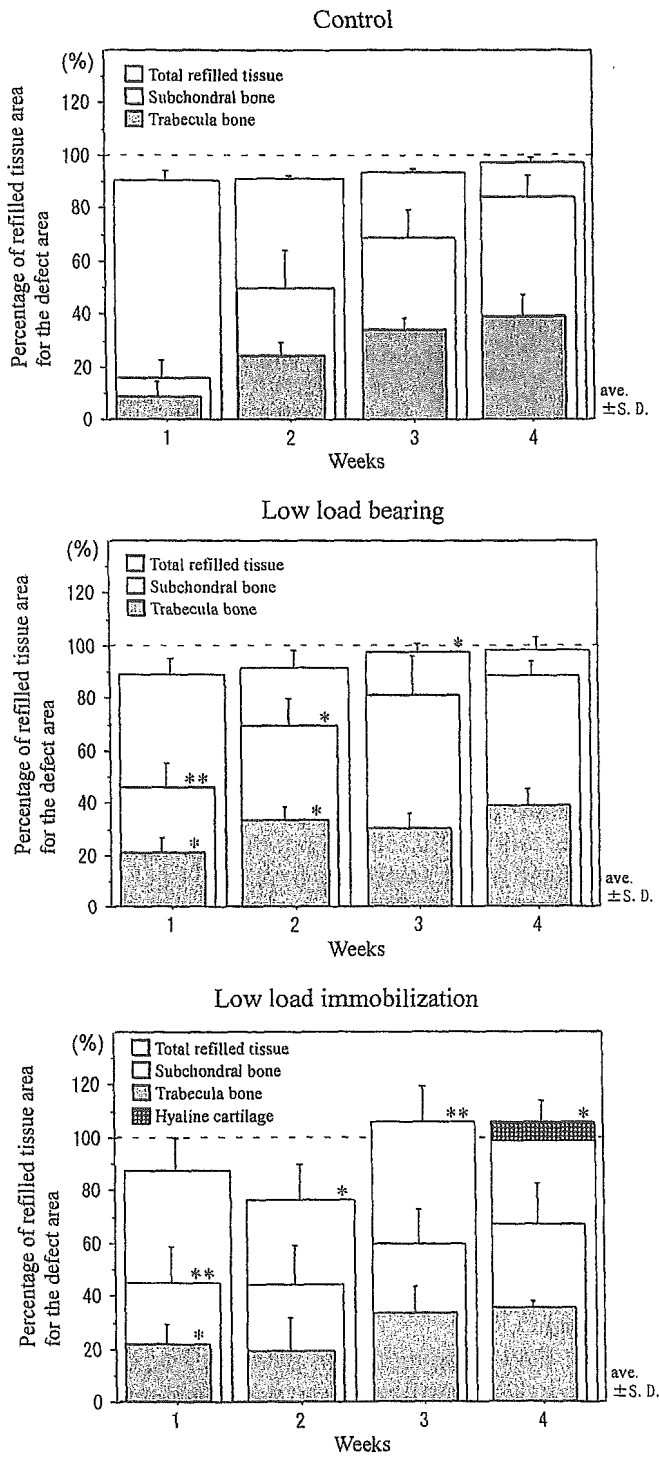 Control
(%)
Total refilled tissue
Subchondral bone
Trabecula bone
120
100
80
60
40
20
0
Percentage of refilled tissue area
for the defect area
1 2 3 4
Weeks
ave.
±S. D.
Low load bearing
(%)
Total refilled tissue
Subchondral bone
Trabecula bone
120
100
80
60
40
20
0
Percentage of refilled tissue area
for the defect area
*
**
*
*
*
1 2 3 4
Weeks
ave.
±S. D.
Low load immobilization
(%)
Total refilled tissue
Subchondral bone
Trabecula bone
Hyaline cartilage
120
100
80
60
40
20
0
Percentage of refilled tissue area
for the defect area
** *
*
**
*
1 2 3 4
Weeks
ave.
±S. D.